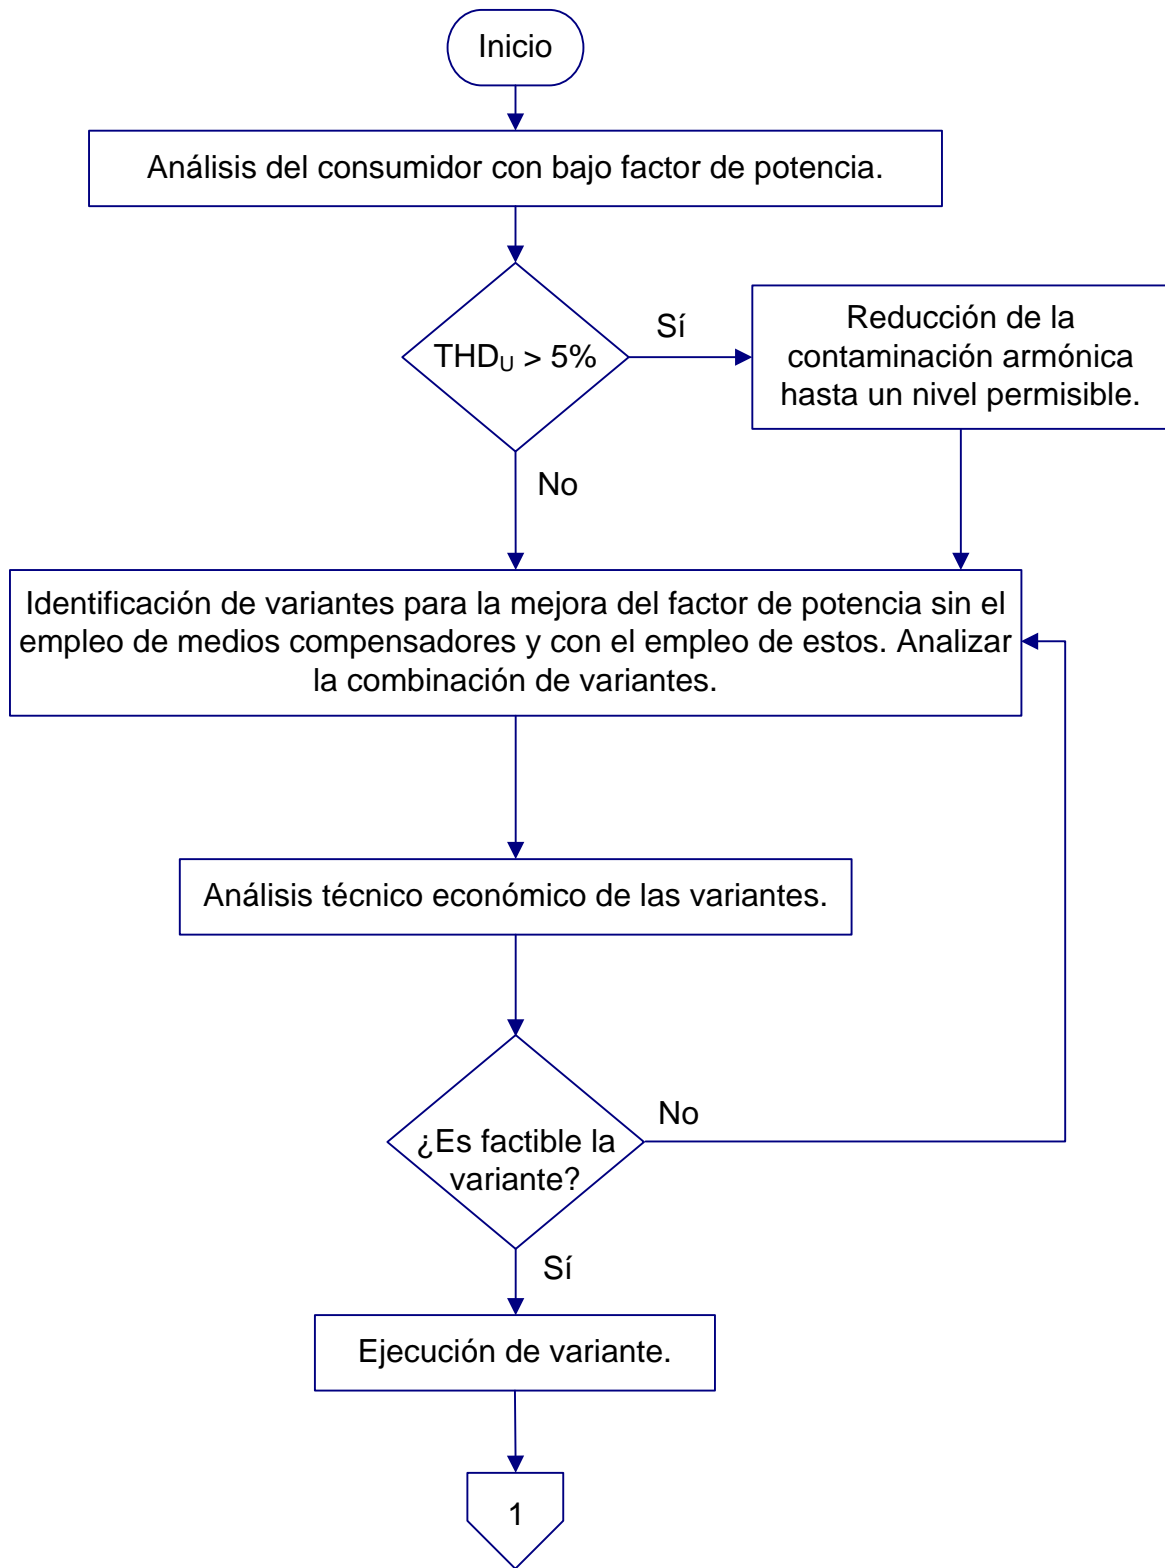 Inicio
Análisis del consumidor con bajo factor de potencia.
THDU > 5%
Sí
Reducción de la
contaminación armónica
hasta un nivel permisible.
No
Identificación de variantes para la mejora del factor de potencia sin el
empleo de medios compensadores y con el empleo de estos. Analizar
la combinación de variantes.
Análisis técnico económico de las variantes.
¿Es factible la
variante?
No
Sí
Ejecución de variante.
1